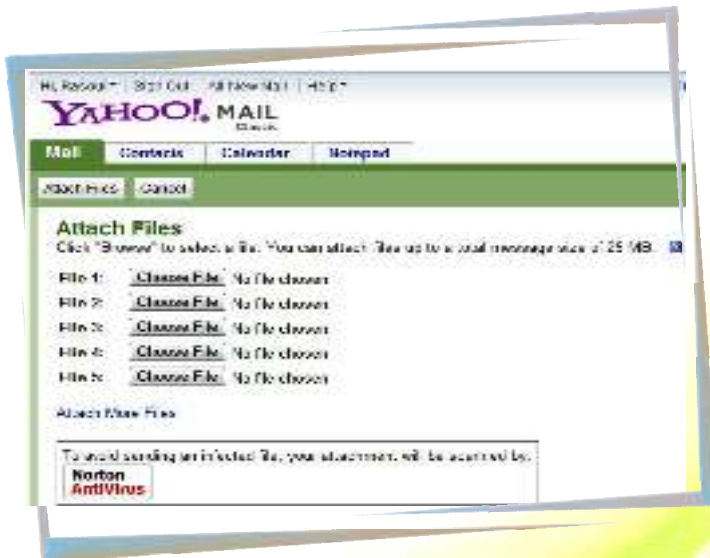 Hi, Rasoul Sign Out All-New Mail Help
YAHOO! MAIL
Classic
Mail Contacts Calendar Notepad
Attach Files Cancel
Attach Files
Click "Browse" to select a file. You can attach files up to a total message size of 25 MB.
File 1: Choose File No file chosen
File 2: Choose File No file chosen
File 3: Choose File No file chosen
File 4: Choose File No file chosen
File 5: Choose File No file chosen
Attach More Files
To avoid sending an infected file, your attachment will be scanned by:
Norton
AntiVirus